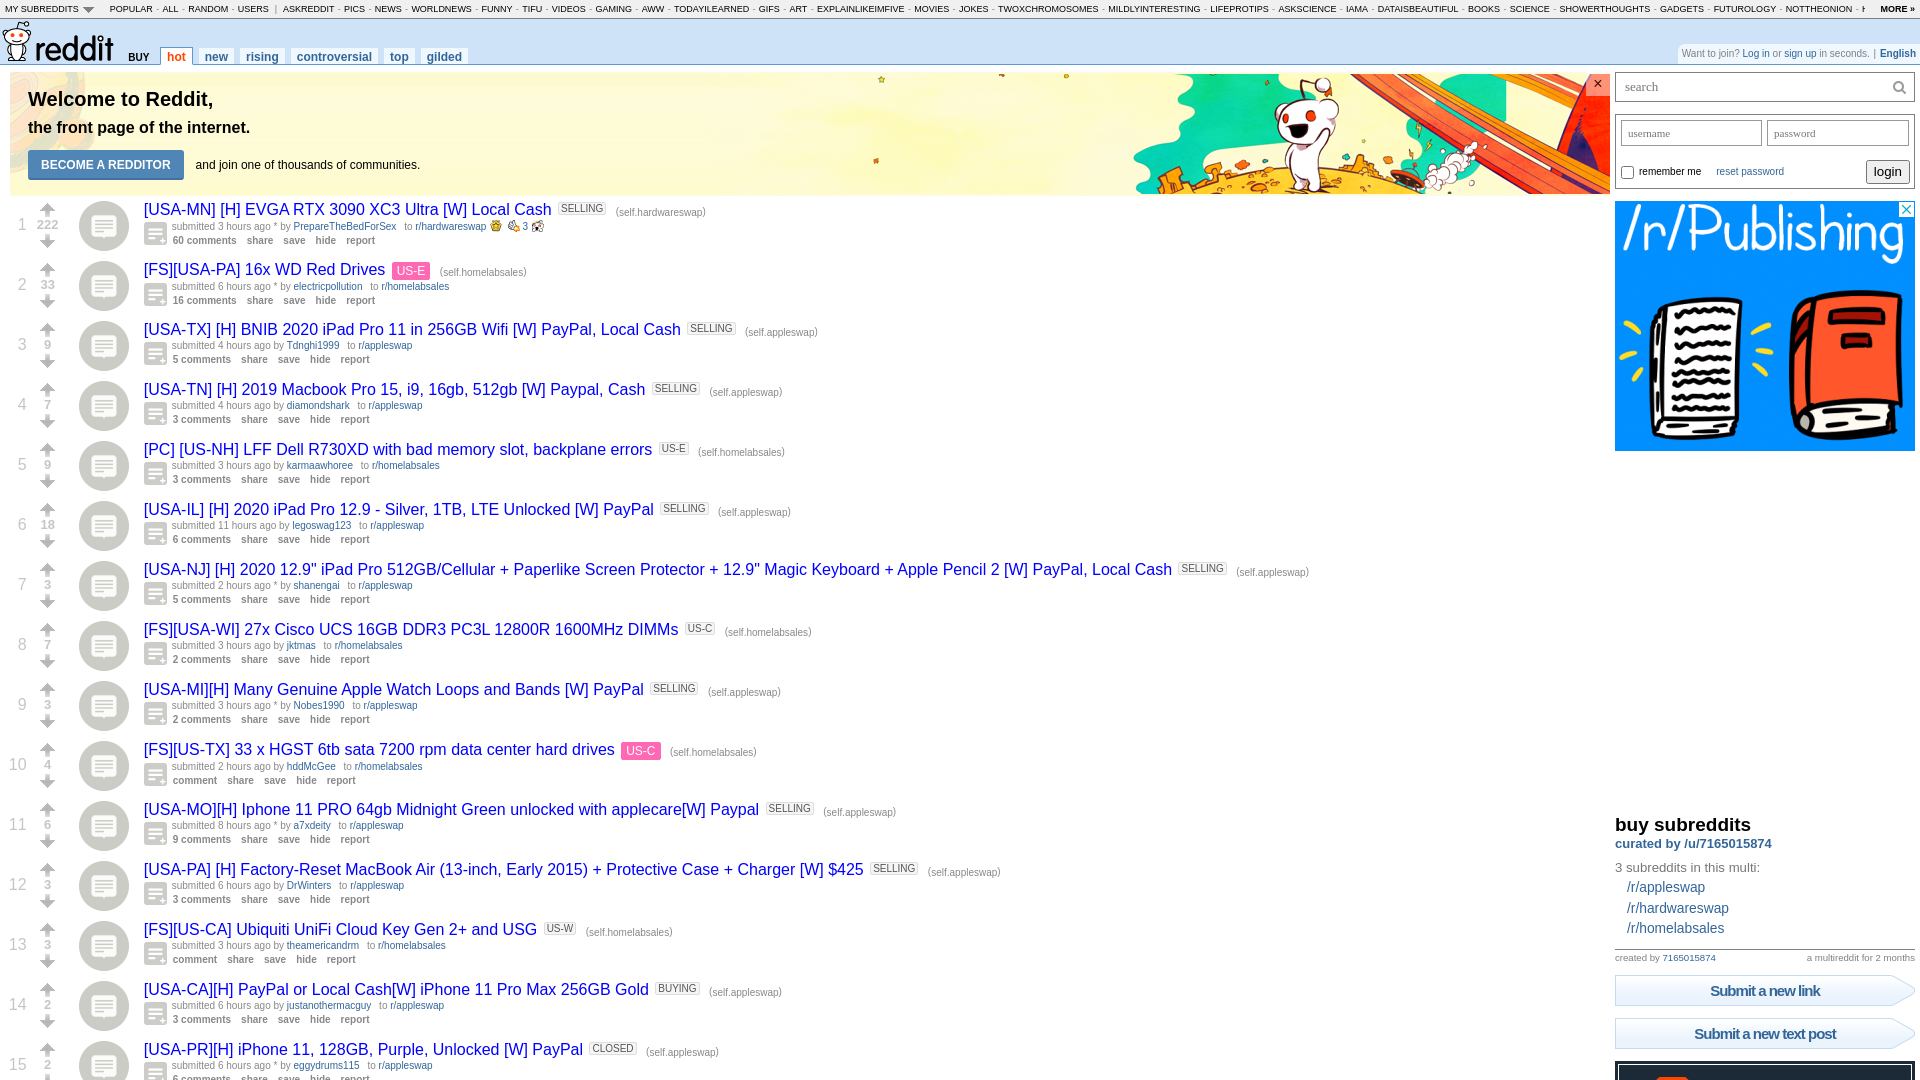 MY SUBREDDITS POPULAR - ALL - RANDOM - USERS | ASKREDDIT - PICS - NEWS - WORLDNEWS - FUNNY - TIFU - VIDEOS - GAMING - AWW - TODAYILEARNED - GIFS - ART - EXPLAINLIKEIMFIVE - MOVIES - JOKES - TWOXCHROMOSOMES - MILDLYINTERESTING - LIFEPROTIPS - ASKSCIENCE - IAMA - DATAISBEAUTIFUL - BOOKS - SCIENCE - SHOWERTHOUGHTS - GADGETS - FUTUROLOGY - NOTTHEONION - MORE »
reddit BUY hot new rising controversial top gilded
Want to join? Log in or sign up in seconds. | English
Welcome to Reddit,
the front page of the internet.
BECOME A REDDITOR and join one of thousands of communities.
×
search
username password
remember me reset password login
/r/Publishing
1 222 [USA-MN] [H] EVGA RTX 3090 XC3 Ultra [W] Local Cash SELLING (self.hardwareswap)
submitted 3 hours ago * by PrepareTheBedForSex to r/hardwareswap 3
60 comments share save hide report
2 33 [FS][USA-PA] 16x WD Red Drives US-E (self.homelabsales)
submitted 6 hours ago * by electricpollution to r/homelabsales
16 comments share save hide report
3 9 [USA-TX] [H] BNIB 2020 iPad Pro 11 in 256GB Wifi [W] PayPal, Local Cash SELLING (self.appleswap)
submitted 4 hours ago by Tdnghi1999 to r/appleswap
5 comments share save hide report
4 7 [USA-TN] [H] 2019 Macbook Pro 15, i9, 16gb, 512gb [W] Paypal, Cash SELLING (self.appleswap)
submitted 4 hours ago by diamondshark to r/appleswap
3 comments share save hide report
5 9 [PC] [US-NH] LFF Dell R730XD with bad memory slot, backplane errors US-E (self.homelabsales)
submitted 3 hours ago by karmaawhoree to r/homelabsales
3 comments share save hide report
6 18 [USA-IL] [H] 2020 iPad Pro 12.9 - Silver, 1TB, LTE Unlocked [W] PayPal SELLING (self.appleswap)
submitted 11 hours ago by legoswag123 to r/appleswap
6 comments share save hide report
7 3 [USA-NJ] [H] 2020 12.9" iPad Pro 512GB/Cellular + Paperlike Screen Protector + 12.9" Magic Keyboard + Apple Pencil 2 [W] PayPal, Local Cash SELLING (self.appleswap)
submitted 2 hours ago * by shanengai to r/appleswap
5 comments share save hide report
8 7 [FS][USA-WI] 27x Cisco UCS 16GB DDR3 PC3L 12800R 1600MHz DIMMs US-C (self.homelabsales)
submitted 3 hours ago by jktmas to r/homelabsales
2 comments share save hide report
9 3 [USA-MI][H] Many Genuine Apple Watch Loops and Bands [W] PayPal SELLING (self.appleswap)
submitted 3 hours ago * by Nobes1990 to r/appleswap
2 comments share save hide report
10 4 [FS][US-TX] 33 x HGST 6tb sata 7200 rpm data center hard drives US-C (self.homelabsales)
submitted 2 hours ago by hddMcGee to r/homelabsales
comment share save hide report
11 6 [USA-MO][H] Iphone 11 PRO 64gb Midnight Green unlocked with applecare[W] Paypal SELLING (self.appleswap)
submitted 8 hours ago * by a7xdeity to r/appleswap
9 comments share save hide report
12 3 [USA-PA] [H] Factory-Reset MacBook Air (13-inch, Early 2015) + Protective Case + Charger [W] $425 SELLING (self.appleswap)
submitted 6 hours ago by DrWinters to r/appleswap
3 comments share save hide report
13 3 [FS][US-CA] Ubiquiti UniFi Cloud Key Gen 2+ and USG US-W (self.homelabsales)
submitted 3 hours ago by theamericandrm to r/homelabsales
comment share save hide report
14 2 [USA-CA][H] PayPal or Local Cash[W] iPhone 11 Pro Max 256GB Gold BUYING (self.appleswap)
submitted 6 hours ago by justanothermacguy to r/appleswap
3 comments share save hide report
15 2 [USA-PR][H] iPhone 11, 128GB, Purple, Unlocked [W] PayPal CLOSED (self.appleswap)
submitted 6 hours ago by eggydrums115 to r/appleswap
6 comments share save hide report
buy subreddits
curated by /u/7165015874
3 subreddits in this multi:
/r/appleswap
/r/hardwareswap
/r/homelabsales
created by 7165015874 a multireddit for 2 months
Submit a new link
Submit a new text post